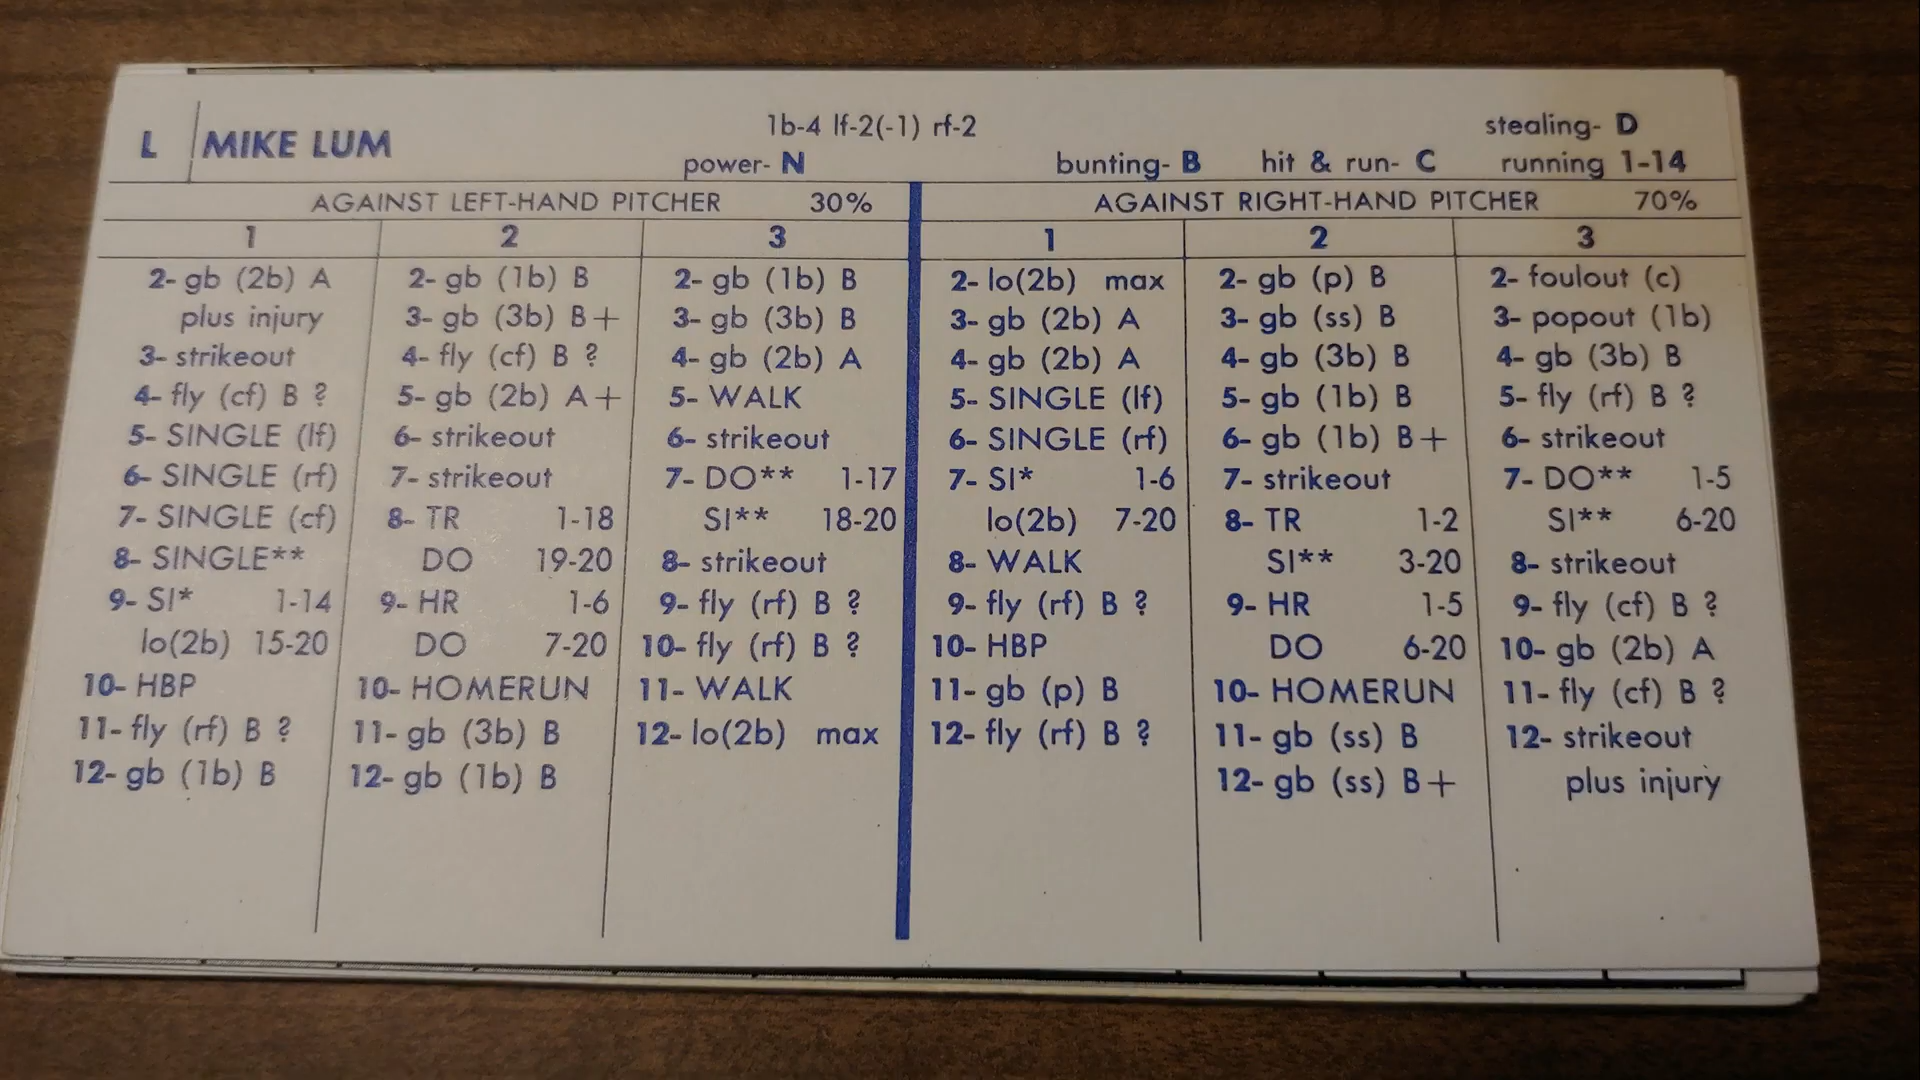 L MIKE LUM 1b-4 lf-2(-1) rf-2 stealing- D
power- N bunting- B hit & run- C running 1-14
AGAINST LEFT-HAND PITCHER 30% AGAINST RIGHT-HAND PITCHER 70%
1 2 3 1 2 3
2- gb (2b) A
plus injury
3- strikeout
4- fly (cf) B ?
5- SINGLE (lf)
6- SINGLE (rf)
7- SINGLE (cf)
8- SINGLE**
9- SI* 1-14
lo(2b) 15-20
10- HBP
11- fly (rf) B ?
12- gb (1b) B
2- gb (1b) B
3- gb (3b) B+
4- fly (cf) B ?
5- gb (2b) A+
6- strikeout
7- strikeout
8- TR 1-18
DO 19-20
9- HR 1-6
DO 7-20
10- HOMERUN
11- gb (3b) B
12- gb (1b) B
2- gb (1b) B
3- gb (3b) B
4- gb (2b) A
5- WALK
6- strikeout
7- DO** 1-17
SI** 18-20
8- strikeout
9- fly (rf) B ?
10- fly (rf) B ?
11- WALK
12- lo(2b) max
2- lo(2b) max
3- gb (2b) A
4- gb (2b) A
5- SINGLE (lf)
6- SINGLE (rf)
7- SI* 1-6
lo(2b) 7-20
8- WALK
9- fly (rf) B ?
10- HBP
11- gb (p) B
12- fly (rf) B ?
2- gb (p) B
3- gb (ss) B
4- gb (3b) B
5- gb (1b) B
6- gb (1b) B+
7- strikeout
8- TR 1-2
SI** 3-20
9- HR 1-5
DO 6-20
10- HOMERUN
11- gb (ss) B
12- gb (ss) B+
2- foulout (c)
3- popout (1b)
4- gb (3b) B
5- fly (rf) B ?
6- strikeout
7- DO** 1-5
SI** 6-20
8- strikeout
9- fly (cf) B ?
10- gb (2b) A
11- fly (cf) B ?
12- strikeout
plus injury